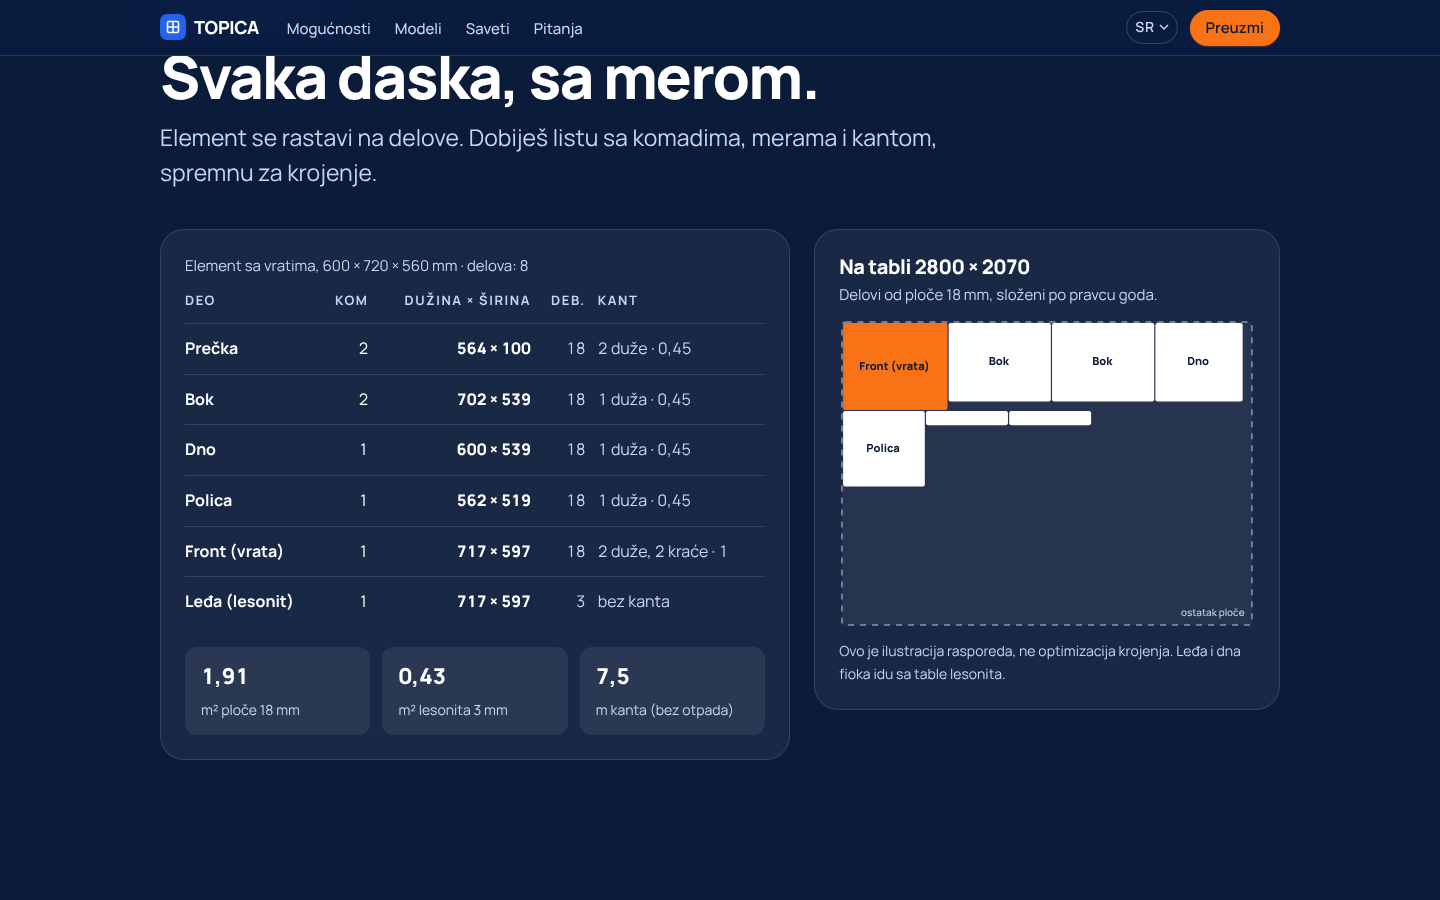 TOPICA
Mogućnosti
Modeli
Saveti
Pitanja
SR
Preuzmi
Svaka daska, sa merom.
Element se rastavi na delove. Dobiješ listu sa komadima, merama i kantom,
spremnu za krojenje.
Element sa vratima, 600 × 720 × 560 mm · delova: 8
DEO KOM DUŽINA × ŠIRINA DEB. KANT
Prečka 2 564 × 100 18 2 duže · 0,45
Bok 2 702 × 539 18 1 duža · 0,45
Dno 1 600 × 539 18 1 duža · 0,45
Polica 1 562 × 519 18 1 duža · 0,45
Front (vrata) 1 717 × 597 18 2 duže, 2 kraće · 1
Leđa (lesonit) 1 717 × 597 3 bez kanta
1,91
m² ploče 18 mm
0,43
m² lesonita 3 mm
7,5
m kanta (bez otpada)
Na tabli 2800 × 2070
Delovi od ploče 18 mm, složeni po pravcu goda.
Front (vrata)
Bok
Bok
Dno
Polica
ostatak ploče
Ovo je ilustracija rasporeda, ne optimizacija krojenja. Leđa i dna
fioka idu sa table lesonita.